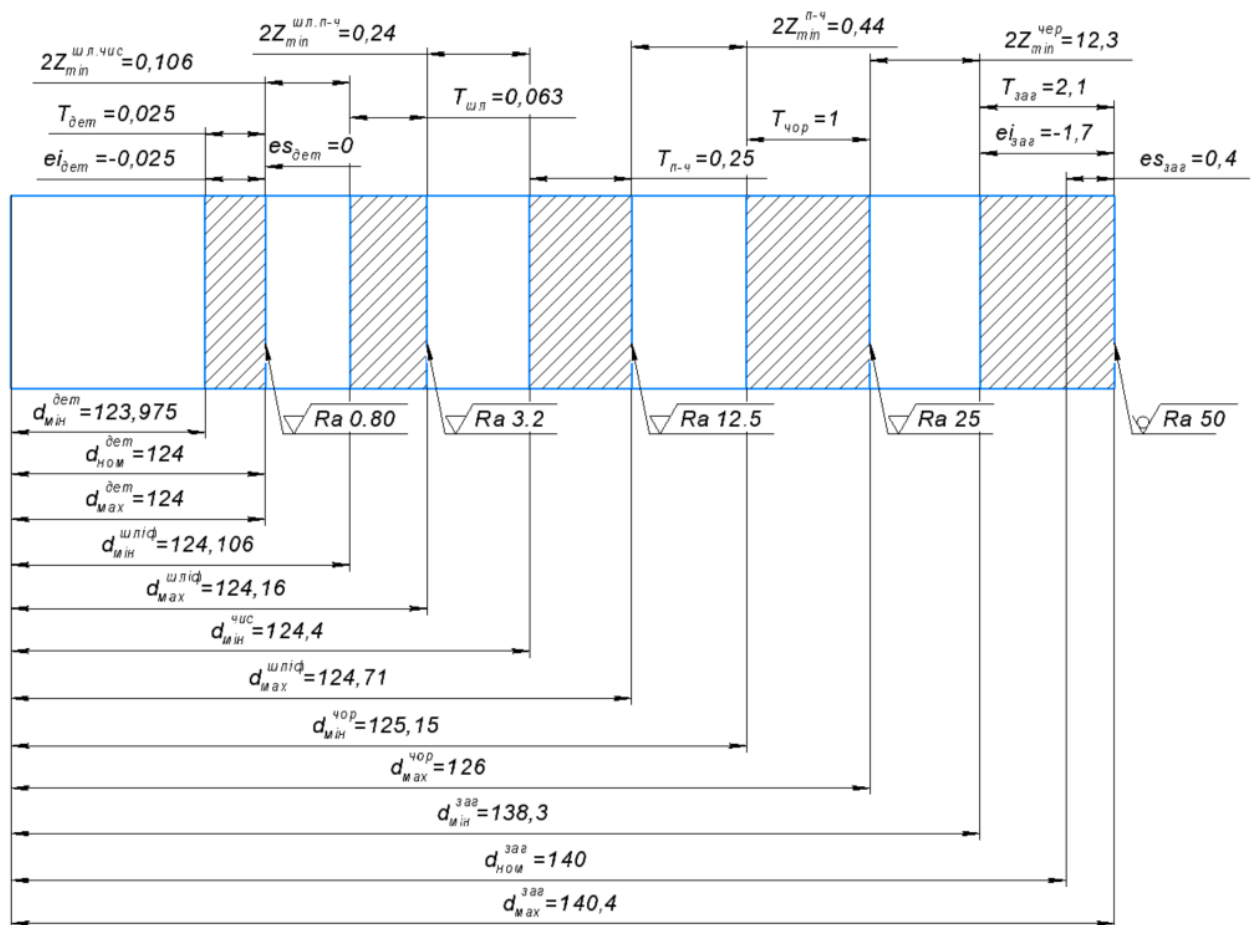 2Z_min^шл.чис=0,106
2Z_min^шл.п-ч=0,24
2Z_min^п-ч=0,44
2Z_min^чер=12,3
T_дет=0,025
T_шл=0,063
T_чор=1
T_заг=2,1
ei_дет=-0,025
es_дет=0
T_п-ч=0,25
ei_заг=-1,7
es_заг=0,4
Ra 0.80
Ra 3.2
Ra 12.5
Ra 25
Ra 50
d_мін^дет=123,975
d_ном^дет=124
d_мах^дет=124
d_мін^шліф=124,106
d_мах^шліф=124,16
d_мін^чис=124,4
d_мах^шліф=124,71
d_мін^чор=125,15
d_мах^чор=126
d_мін^заг=138,3
d_ном^заг=140
d_мах^заг=140,4